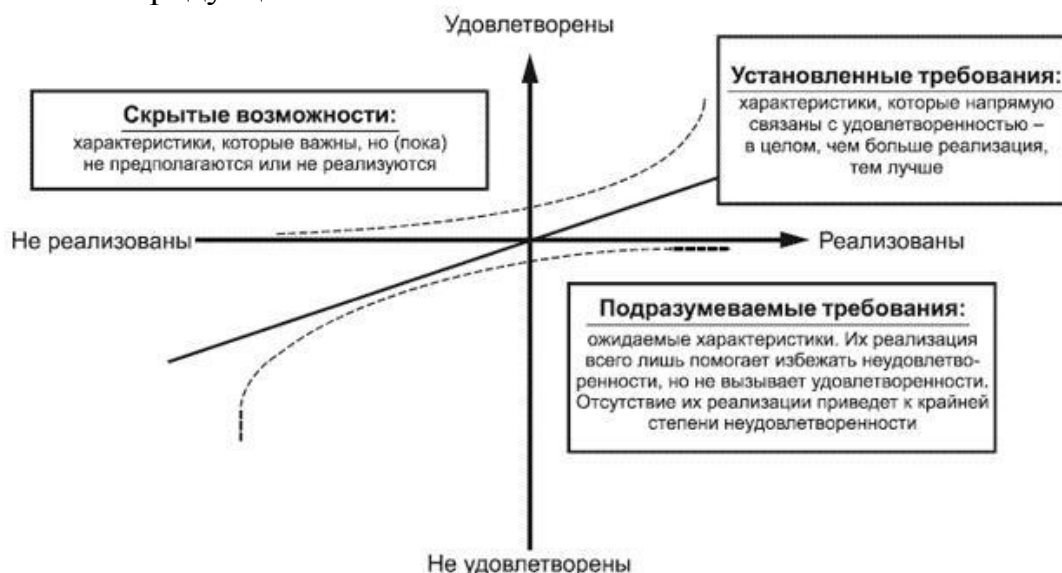 Удовлетворены
Установленные требования:
характеристики, которые напрямую
связаны с удовлетворенностью –
в целом, чем больше реализация,
тем лучше
Скрытые возможности:
характеристики, которые важны, но (пока)
не предполагаются или не реализуются
Не реализованы
Реализованы
Подразумеваемые требования:
ожидаемые характеристики. Их реализация
всего лишь помогает избежать неудовлетво-
ренности, но не вызывает удовлетворенности.
Отсутствие их реализации приведет к крайней
степени неудовлетворенности
Не удовлетворены